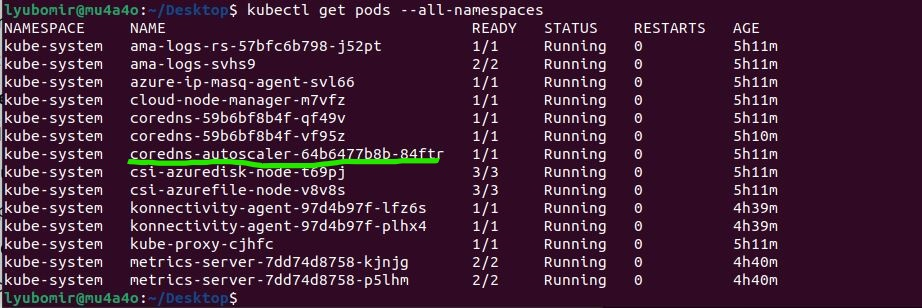 lyubomir@mu4a4o:~/Desktop$ kubectl get pods --all-namespaces
NAMESPACE NAME READY STATUS RESTARTS AGE
kube-system ama-logs-rs-57bfc6b798-j52pt 1/1 Running 0 5h11m
kube-system ama-logs-svhs9 2/2 Running 0 5h11m
kube-system azure-ip-masq-agent-svl66 1/1 Running 0 5h11m
kube-system cloud-node-manager-m7vfz 1/1 Running 0 5h11m
kube-system coredns-59b6bf8b4f-qf49v 1/1 Running 0 5h11m
kube-system coredns-59b6bf8b4f-vf95z 1/1 Running 0 5h10m
kube-system coredns-autoscaler-64b6477b8b-84ftr 1/1 Running 0 5h11m
kube-system csi-azuredisk-node-t69pj 3/3 Running 0 5h11m
kube-system csi-azurefile-node-v8v8s 3/3 Running 0 5h11m
kube-system konnectivity-agent-97d4b97f-lfz6s 1/1 Running 0 4h39m
kube-system konnectivity-agent-97d4b97f-plhx4 1/1 Running 0 4h39m
kube-system kube-proxy-cjhfc 1/1 Running 0 5h11m
kube-system metrics-server-7dd74d8758-kjnjg 2/2 Running 0 4h40m
kube-system metrics-server-7dd74d8758-p5lhm 2/2 Running 0 4h40m
lyubomir@mu4a4o:~/Desktop$